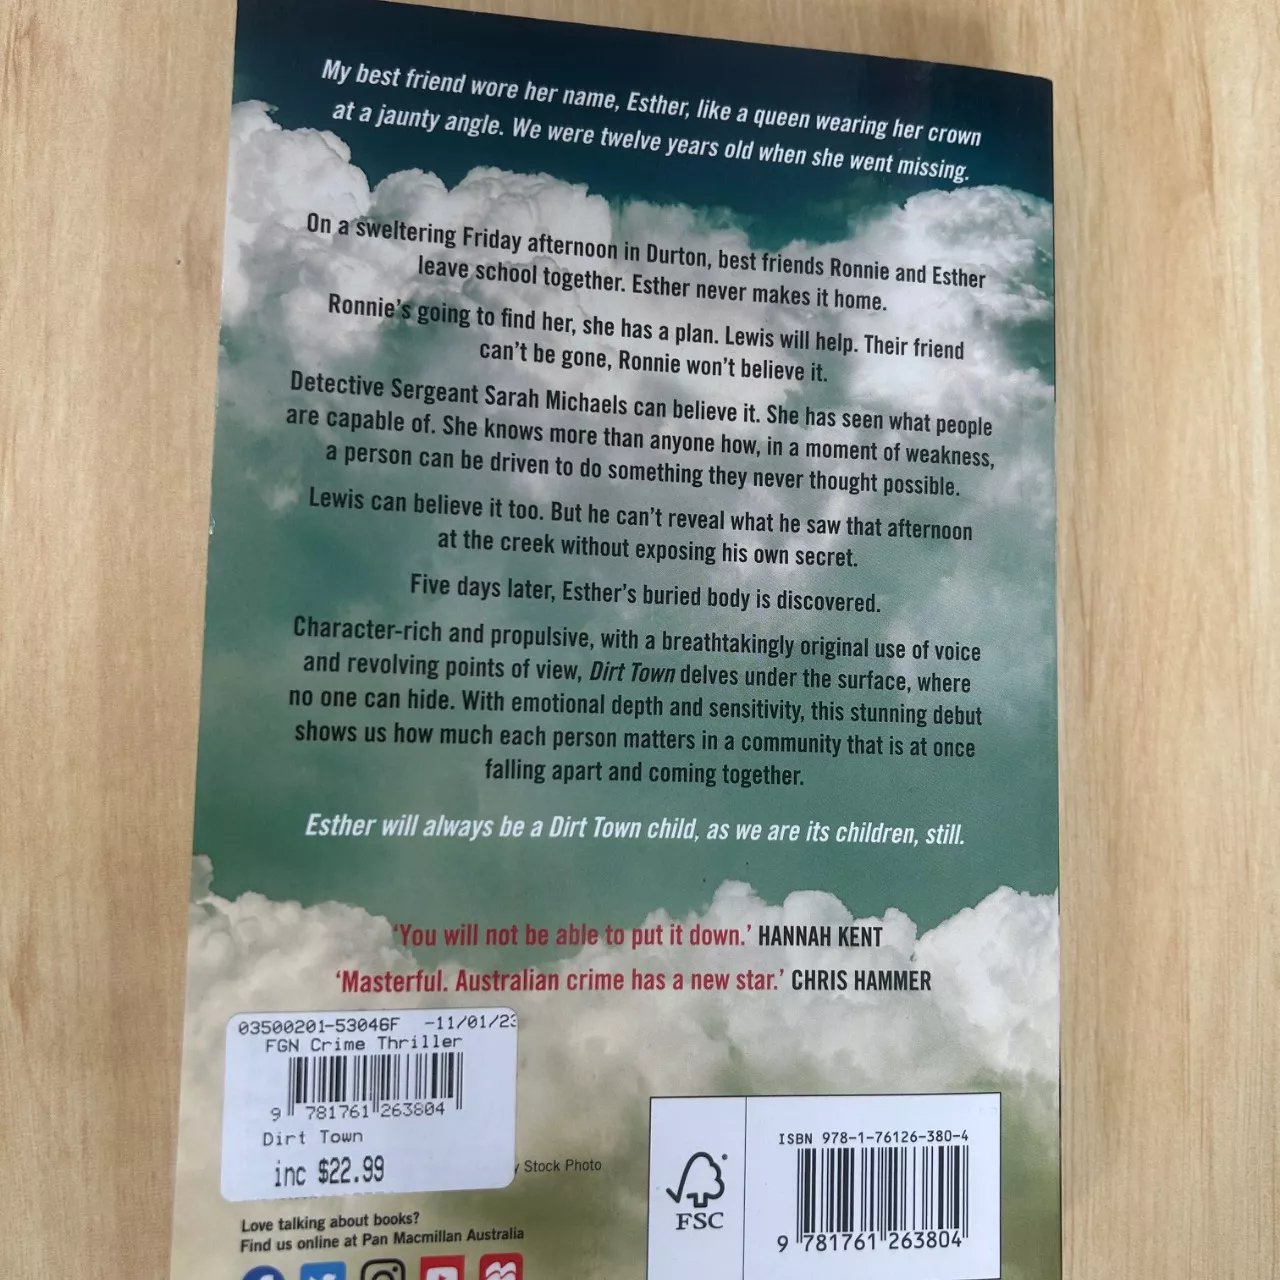 My best friend wore her name, Esther, like a queen wearing her crown
at a jaunty angle. We were twelve years old when she went missing.
On a sweltering Friday afternoon in Durton, best friends Ronnie and Esther
leave school together. Esther never makes it home.
Ronnie's going to find her, she has a plan. Lewis will help. Their friend
can't be gone, Ronnie won't believe it.
Detective Sergeant Sarah Michaels can believe it. She has seen what people
are capable of. She knows more than anyone how, in a moment of weakness,
a person can be driven to do something they never thought possible.
Lewis can believe it too. But he can't reveal what he saw that afternoon
at the creek without exposing his own secret.
Five days later, Esther's buried body is discovered.
Character-rich and propulsive, with a breathtakingly original use of voice
and revolving points of view, Dirt Town delves under the surface, where
no one can hide. With emotional depth and sensitivity, this stunning debut
shows us how much each person matters in a community that is at once
falling apart and coming together.
Esther will always be a Dirt Town child, as we are its children, still.
'You will not be able to put it down.' HANNAH KENT
'Masterful. Australian crime has a new star.' CHRIS HAMMER
03500201-53046F -11/01/23
FGN Crime Thriller
9 781761 263804
Dirt Town
inc $22.99
Stock Photo
Love talking about books?
Find us online at Pan Macmillan Australia
FSC
ISBN 978-1-76126-380-4
9 781761 263804